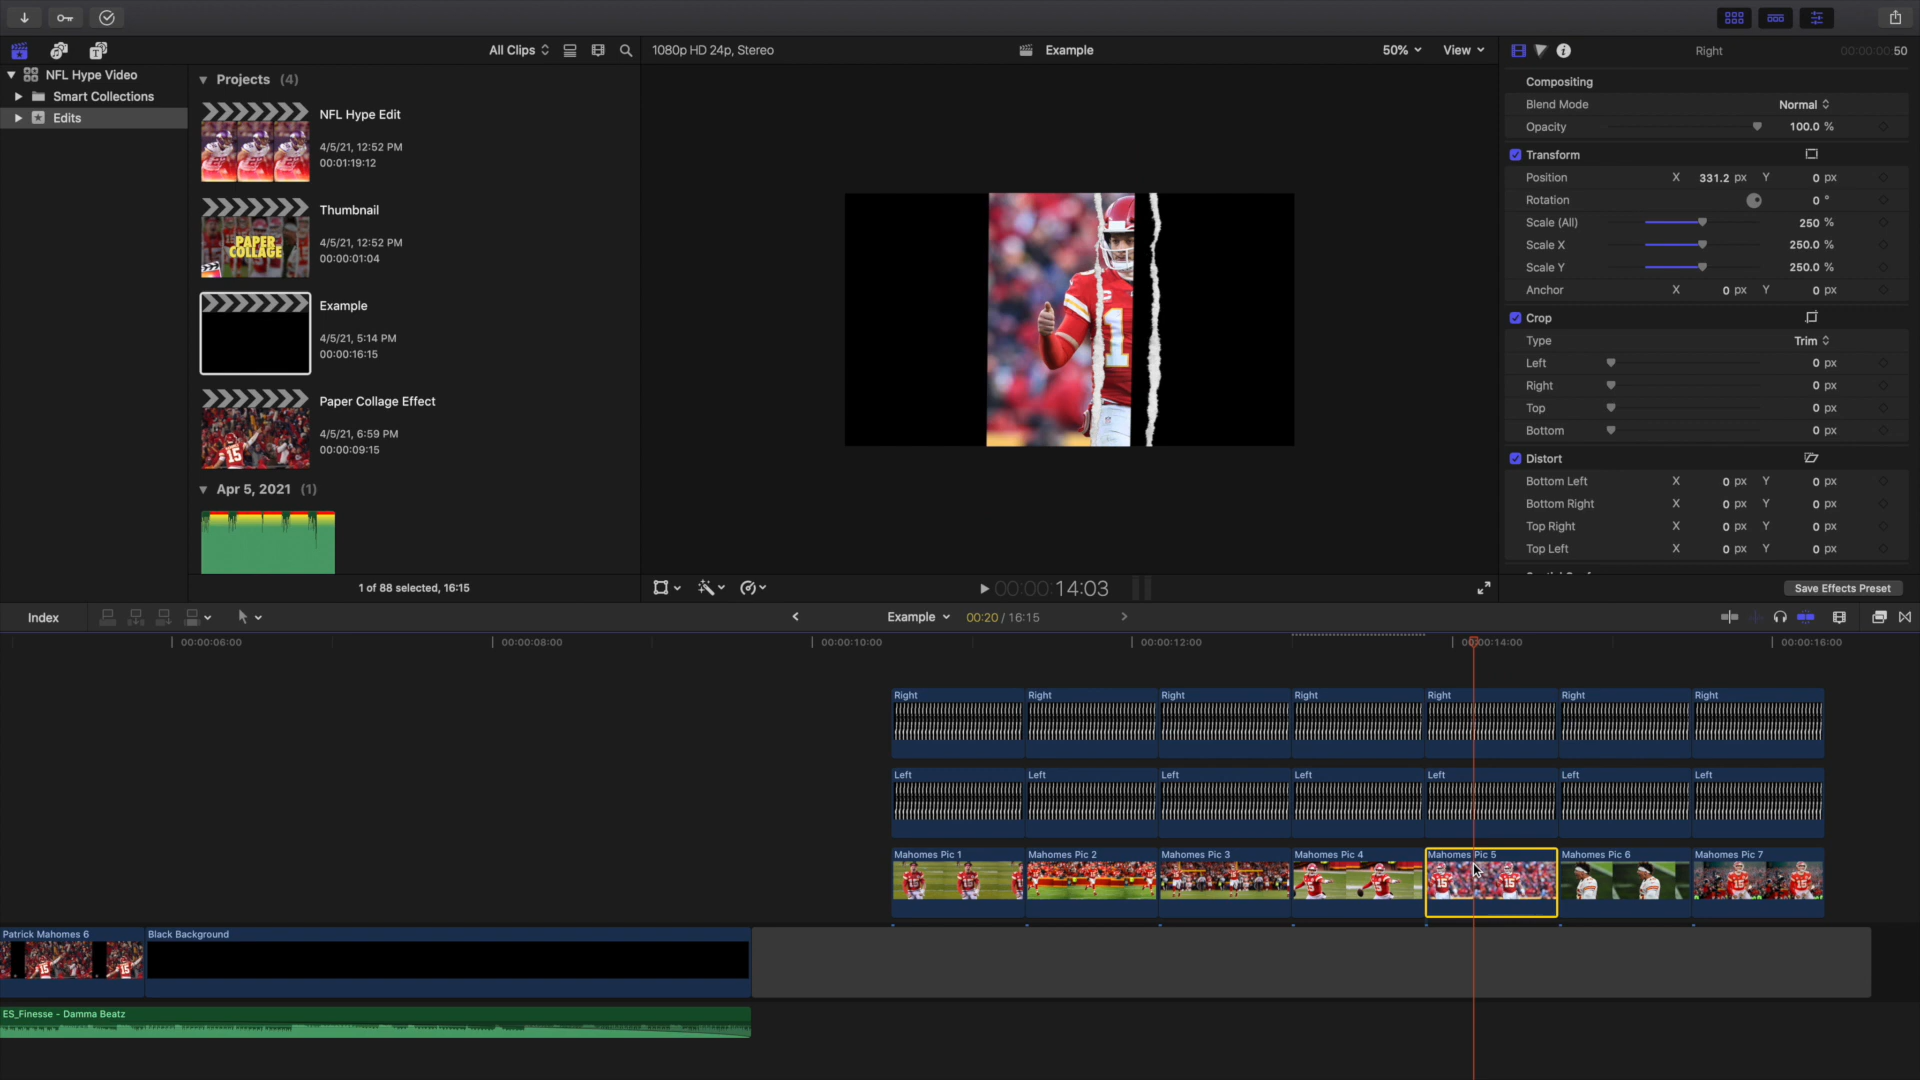 All Clips
1080p HD 24p, Stereo
Example
50%
View
Right
00:00:00:50
NFL Hype Video
Smart Collections
Edits
Projects (4)
NFL Hype Edit
4/5/21, 12:52 PM
00:01:19:12
Thumbnail
4/5/21, 12:52 PM
00:00:01:04
PAPER
COLLAGE
Example
4/5/21, 5:14 PM
00:00:16:15
Paper Collage Effect
4/5/21, 6:59 PM
00:00:09:15
Apr 5, 2021 (1)
1 of 88 selected, 16:15
Compositing
Blend Mode Normal
Opacity 100.0 %
Transform
Position X 331.2 px Y 0 px
Rotation 0 °
Scale (All) 250 %
Scale X 250.0 %
Scale Y 250.0 %
Anchor X 0 px Y 0 px
Crop
Type Trim
Left 0 px
Right 0 px
Top 0 px
Bottom 0 px
Distort
Bottom Left X 0 px Y 0 px
Bottom Right X 0 px Y 0 px
Top Right X 0 px Y 0 px
Top Left X 0 px Y 0 px
00:00:14:03
Save Effects Preset
Index
Example
00:20 / 16:15
00:00:06:00
00:00:08:00
00:00:10:00
00:00:12:00
00:00:14:00
00:00:16:00
Right Right Right Right Right Right Right
Left Left Left Left Left Left Left
Mahomes Pic 1 Mahomes Pic 2 Mahomes Pic 3 Mahomes Pic 4 Mahomes Pic 5 Mahomes Pic 6 Mahomes Pic 7
Patrick Mahomes 6 Black Background
ES_Finesse - Damma Beatz